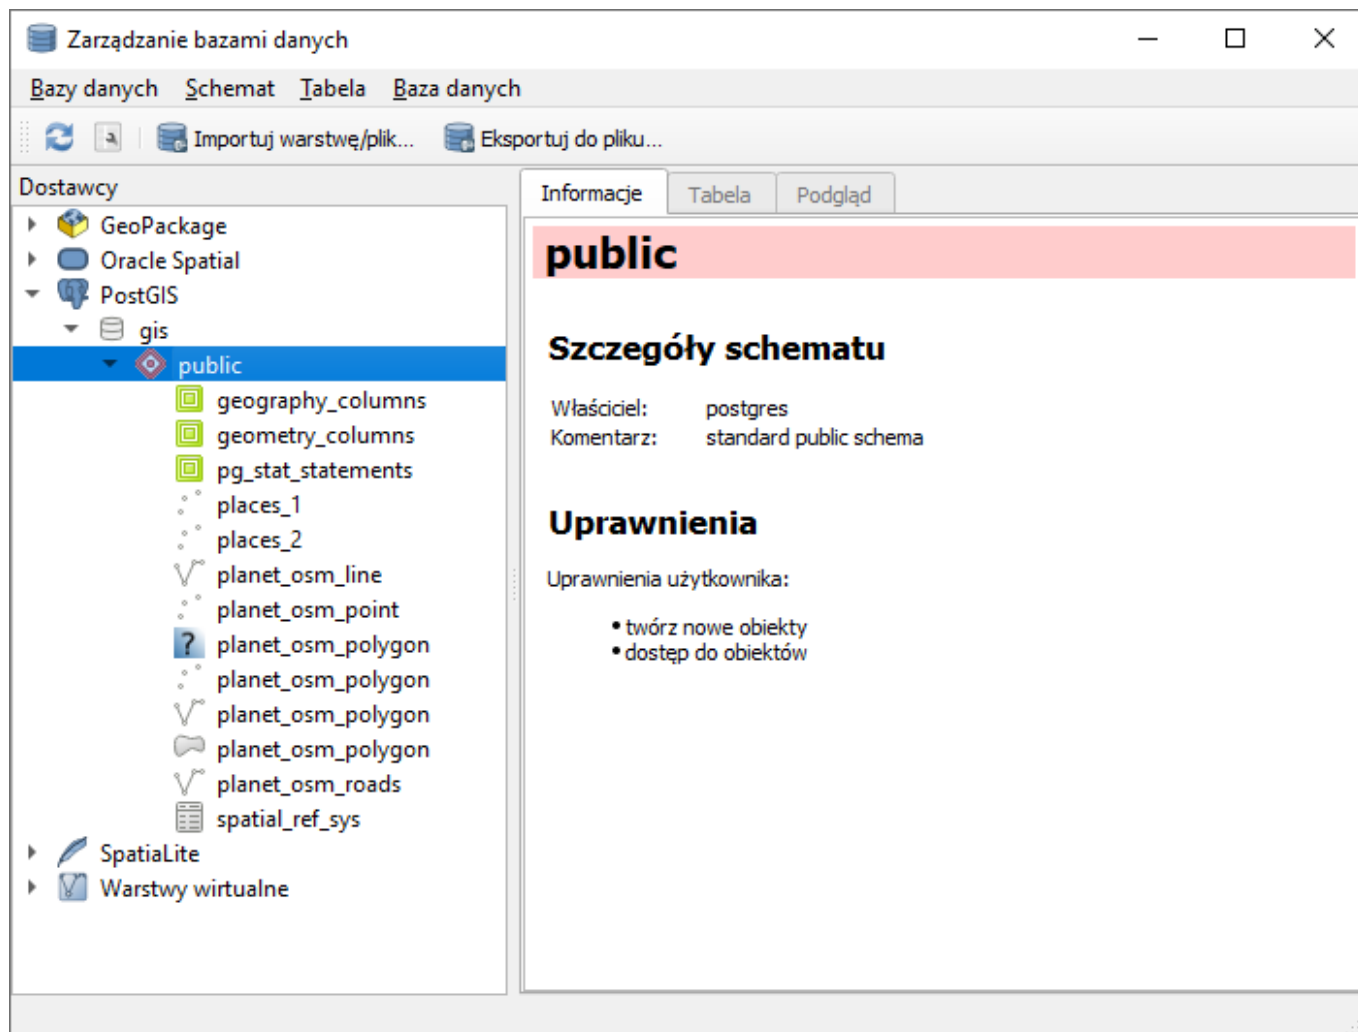 Zarządzanie bazami danych
Bazy danych Schemat Tabela Baza danych
Importuj warstwę/plik... Eksportuj do pliku...
Dostawcy
GeoPackage
Oracle Spatial
PostGIS
gis
public
geography_columns
geometry_columns
pg_stat_statements
places_1
places_2
planet_osm_line
planet_osm_point
planet_osm_polygon
planet_osm_polygon
planet_osm_polygon
planet_osm_polygon
planet_osm_roads
spatial_ref_sys
SpatiaLite
Warstwy wirtualne
Informacje Tabela Podgląd
public
Szczegóły schematu
Właściciel: postgres
Komentarz: standard public schema
Uprawnienia
Uprawnienia użytkownika:
• twórz nowe obiekty
• dostęp do obiektów